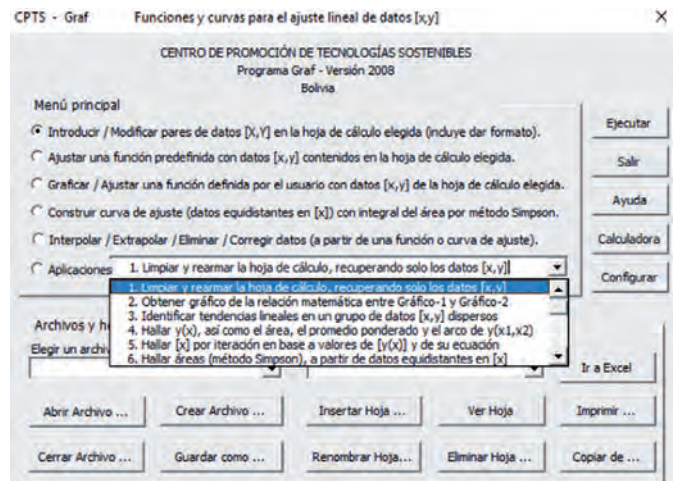 CPTS - Graf Funciones y curvas para el ajuste lineal de datos [x,y] X
CENTRO DE PROMOCIÓN DE TECNOLOGÍAS SOSTENIBLES
Programa Graf - Versión 2008
Bolivia
Menú principal
Introducir / Modificar pares de datos [X,Y] en la hoja de cálculo elegida (incluye dar formato).
Ajustar una función predefinida con datos [x,y] contenidos en la hoja de cálculo elegida.
Graficar / Ajustar una función definida por el usuario con datos [x,y] de la hoja de cálculo elegida.
Construir curva de ajuste (datos equidistantes en [x]) con integral del área por método Simpson.
Interpolar / Extrapolar / Eliminar / Corregir datos (a partir de una función o curva de ajuste).
Aplicaciones 1. Limpiar y rearmar la hoja de cálculo, recuperando solo los datos [x,y]
1. Limpiar y rearmar la hoja de cálculo, recuperando solo los datos [x,y]
2. Obtener gráfico de la relación matemática entre Gráfico-1 y Gráfico-2
3. Identificar tendencias lineales en un grupo de datos [x,y] dispersos
4. Hallar y(x), así como el área, el promedio ponderado y el arco de y(x1,x2)
5. Hallar [x] por iteración en base a valores de [y(x)] y de su ecuación
6. Hallar áreas (método Simpson), a partir de datos equidistantes en [x]
Ejecutar
Salir
Ayuda
Calculadora
Configurar
Archivos y h
Elegir un archiv
Ir a Excel
Abrir Archivo ... Crear Archivo ... Insertar Hoja ... Ver Hoja Imprimir ...
Cerrar Archivo ... Guardar como ... Renombrar Hoja... Eliminar Hoja ... Copiar de ...